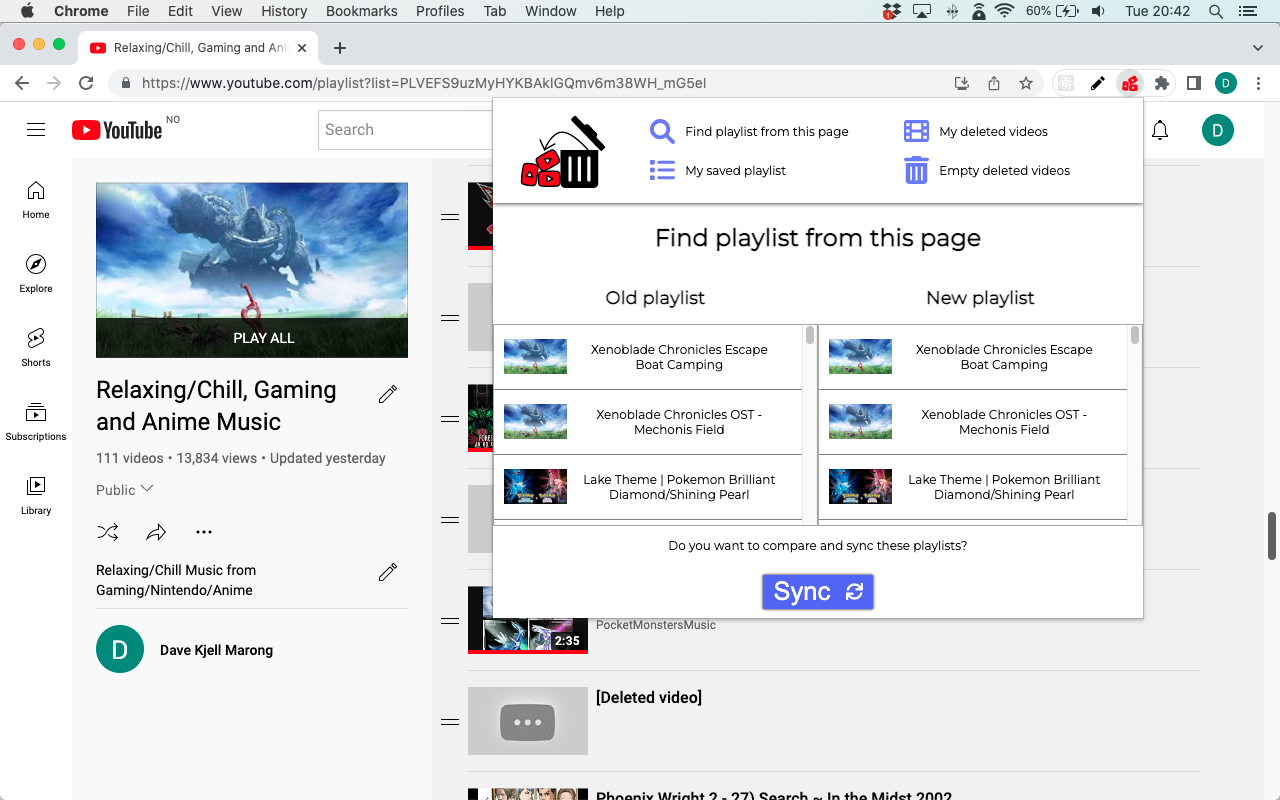 Chrome File Edit View History Bookmarks Profiles Tab Window Help 1 60% Tue 20:42
Relaxing/Chill, Gaming and Ani
https://www.youtube.com/playlist?list=PLVEFS9uzMyHYKBAklGQmv6m38WH_mG5eI
D
YouTube NO
Search
D
Home
Explore
Shorts
Subscriptions
Library
PLAY ALL
Relaxing/Chill, Gaming
and Anime Music
111 videos • 13,834 views • Updated yesterday
Public
Relaxing/Chill Music from
Gaming/Nintendo/Anime
D
Dave Kjell Marong
Find playlist from this page
My deleted videos
My saved playlist
Empty deleted videos
Find playlist from this page
Old playlist
Xenoblade Chronicles Escape
Boat Camping
Xenoblade Chronicles OST -
Mechonis Field
Lake Theme | Pokemon Brilliant
Diamond/Shining Pearl
New playlist
Xenoblade Chronicles Escape
Boat Camping
Xenoblade Chronicles OST -
Mechonis Field
Lake Theme | Pokemon Brilliant
Diamond/Shining Pearl
Do you want to compare and sync these playlists?
Sync
2:35
PocketMonstersMusic
[Deleted video]
Phoenix Wright 2 - 27) Search ~ In the Midst 2002